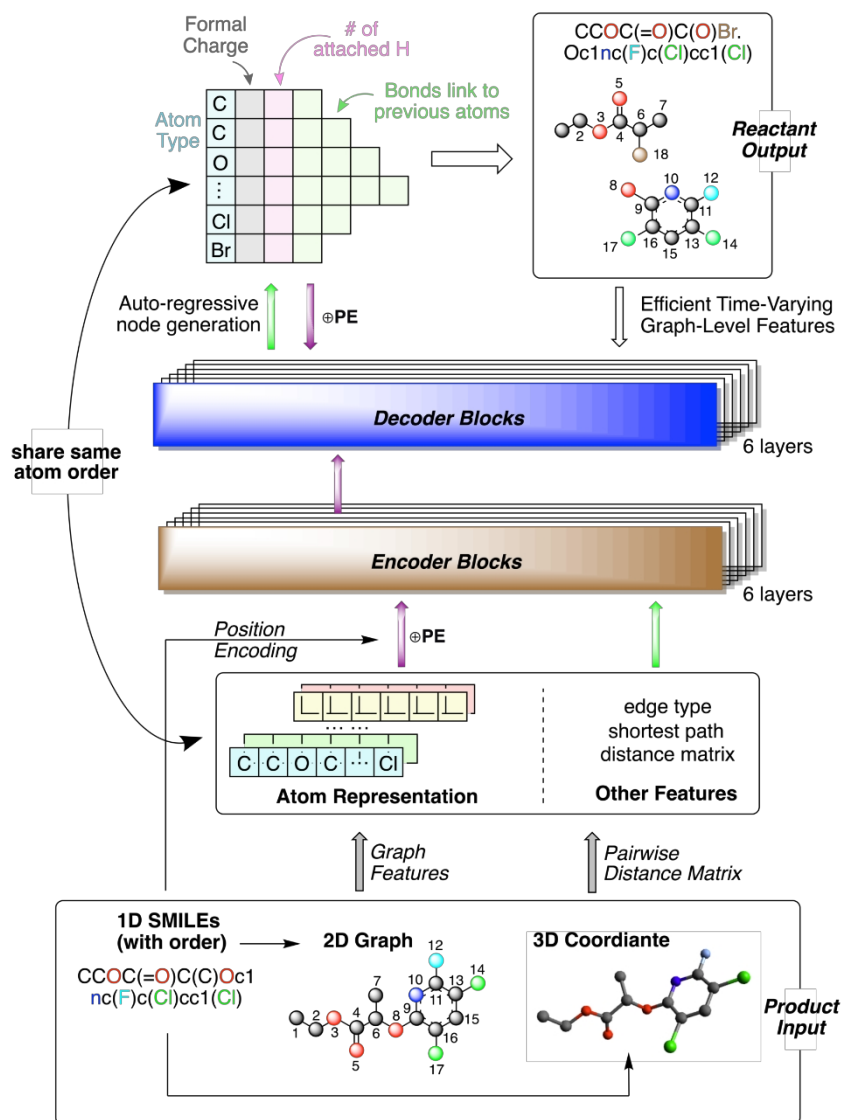 Formal
Charge
# of
attached H
Bonds link to
previous atoms
Atom
Type
C
C
O
⋮
Cl
Br
CCOC(=O)C(O)Br.
Oc1nc(F)c(Cl)cc1(Cl)
5
3
7
6
2
4
18
10
12
8
9
11
17
16
13
14
15
Reactant
Output
Auto-regressive
node generation
⊕PE
Efficient Time-Varying
Graph-Level Features
Decoder Blocks
6 layers
share same
atom order
Encoder Blocks
6 layers
Position
Encoding
⊕PE
... ...
C C O C ... Cl
Atom Representation
edge type
shortest path
distance matrix
Other Features
Graph
Features
Pairwise
Distance Matrix
1D SMILEs
(with order)
CCOC(=O)C(C)Oc1
nc(F)c(Cl)cc1(Cl)
2D Graph
12
7
10
13
14
11
2
4
9
15
1
3
6
8
16
5
17
3D Coordiante
Product
Input